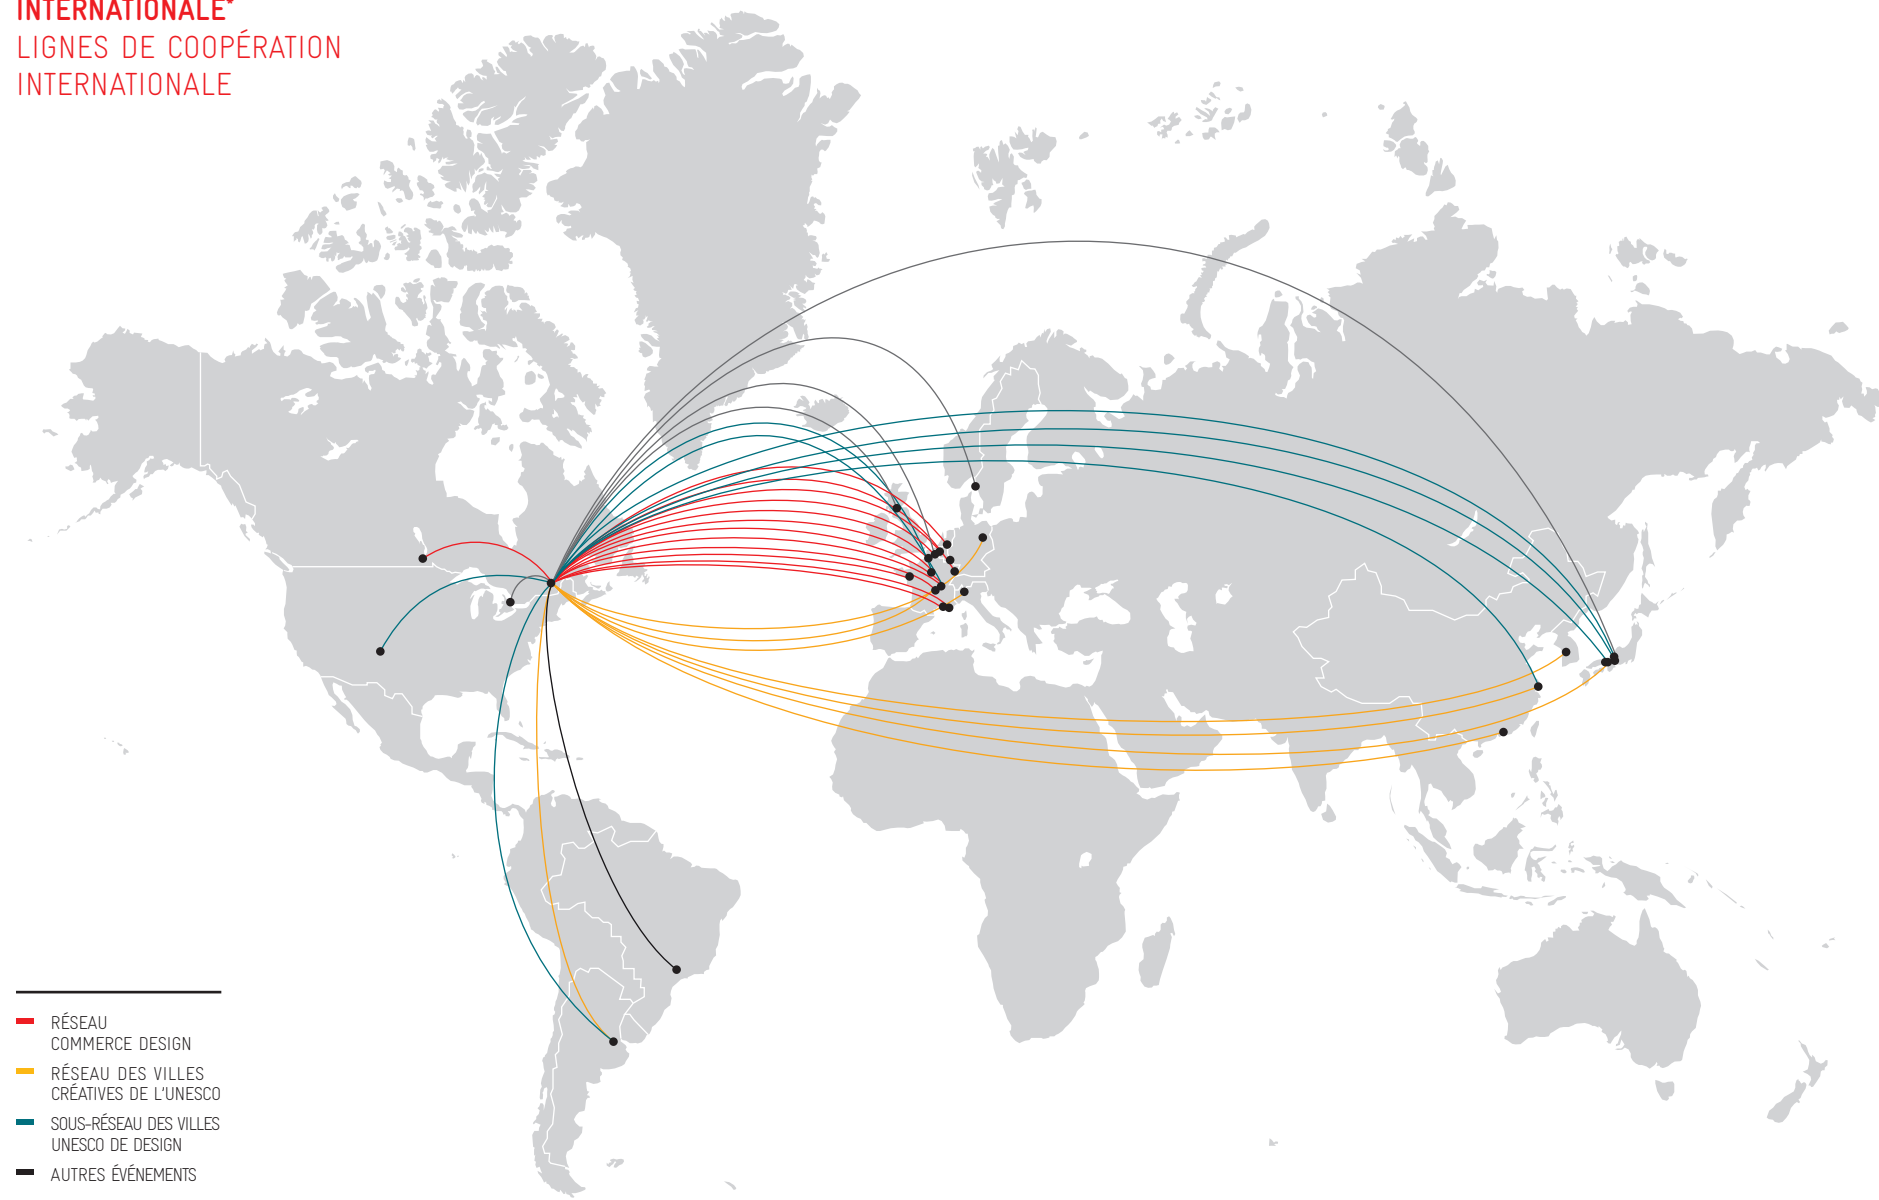 INTERNATIONALE*
LIGNES DE COOPÉRATION
INTERNATIONALE
RÉSEAU
COMMERCE DESIGN
RÉSEAU DES VILLES
CRÉATIVES DE L'UNESCO
SOUS-RÉSEAU DES VILLES
UNESCO DE DESIGN
AUTRES ÉVÉNEMENTS